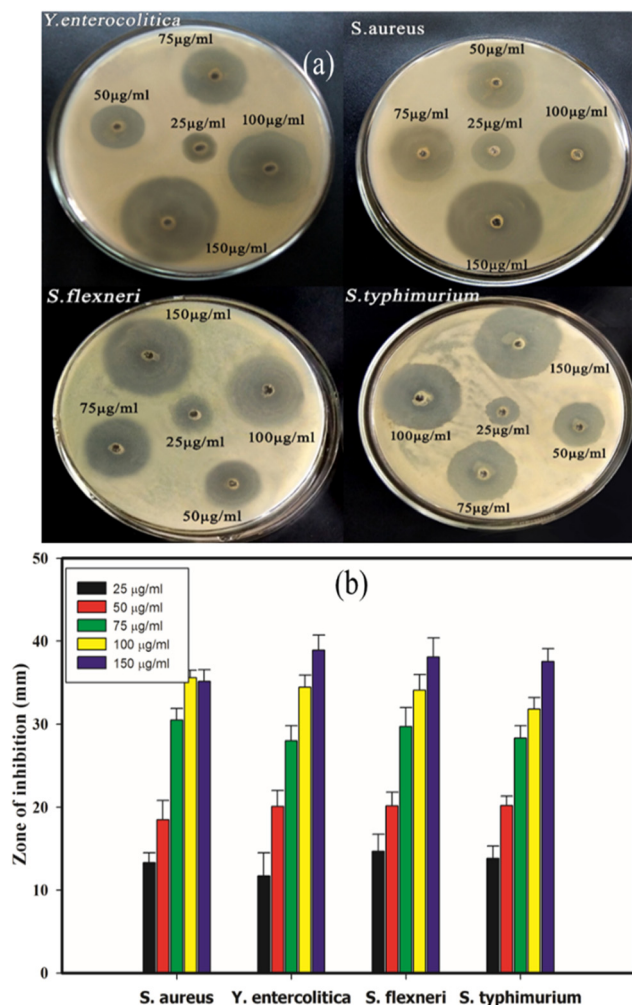 Y.enterocolitica
75µg/ml
(a)
50µg/ml
25µg/ml
100µg/ml
150µg/ml
S.aureus
50µg/ml
75µg/ml
25µg/ml
100µg/ml
150µg/ml
S.flexneri
150µg/ml
75µg/ml
25µg/ml
100µg/ml
50µg/ml
S.typhimurium
150µg/ml
100µg/ml
25µg/ml
50µg/ml
75µg/ml
(b)
50
40
30
20
10
0
Zone of inhibition (mm)
25 µg/ml
50 µg/ml
75 µg/ml
100 µg/ml
150 µg/ml
S. aureus Y. entercolitica S. flexneri S. typhimurium